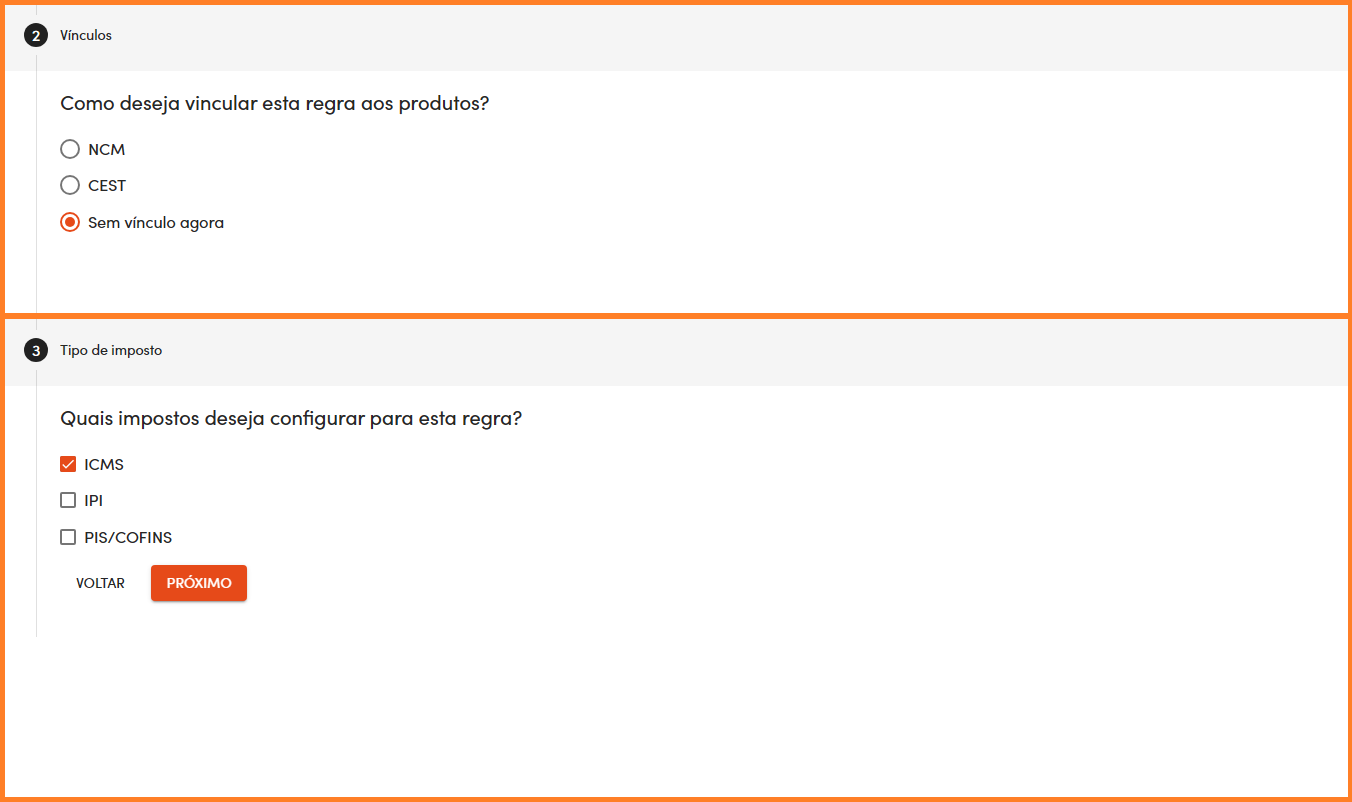 2 Vínculos
Como deseja vincular esta regra aos produtos?
NCM
CEST
Sem vínculo agora
3 Tipo de imposto
Quais impostos deseja configurar para esta regra?
ICMS
IPI
PIS/COFINS
VOLTAR PRÓXIMO